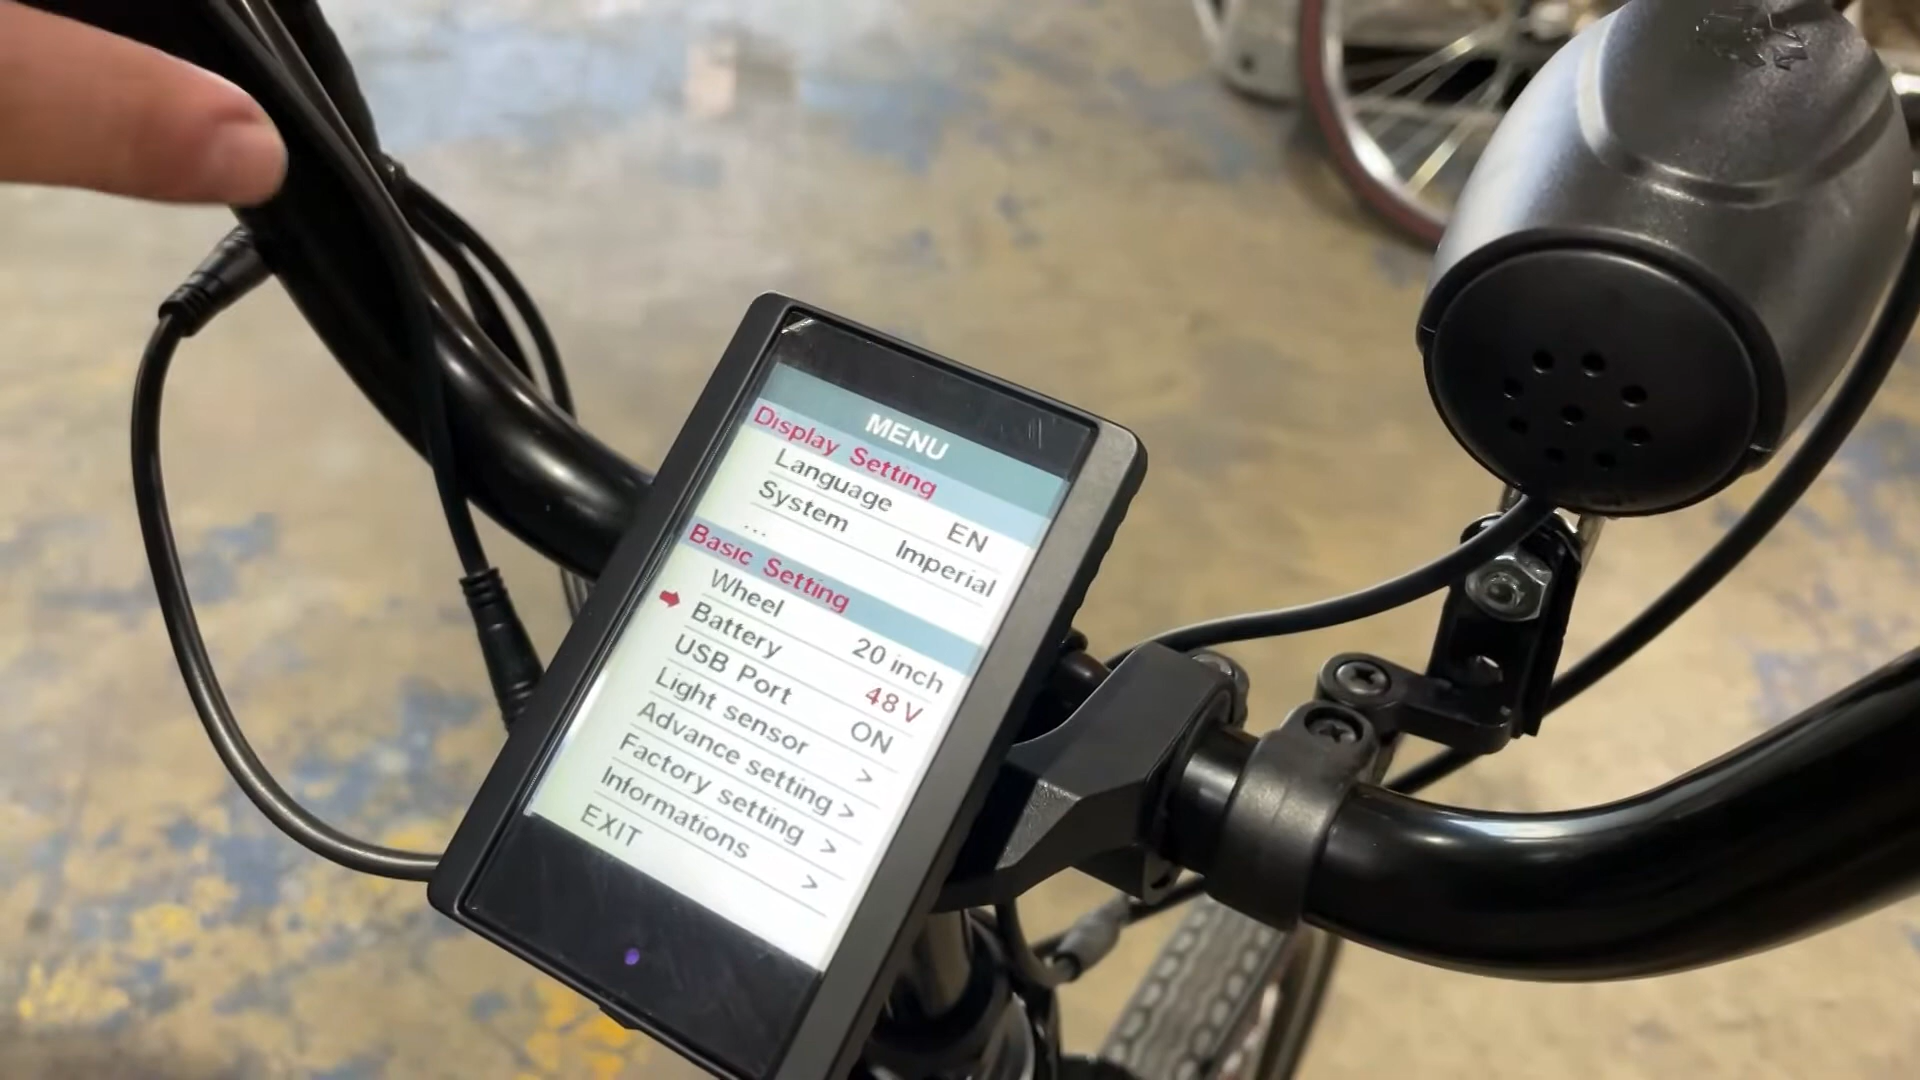 MENU
Display Setting
Language EN
System Imperial
...
Basic Setting
Wheel 20 inch
Battery 48 V
USB Port ON
Light sensor >
Advance setting >
Factory setting >
Informations >
EXIT